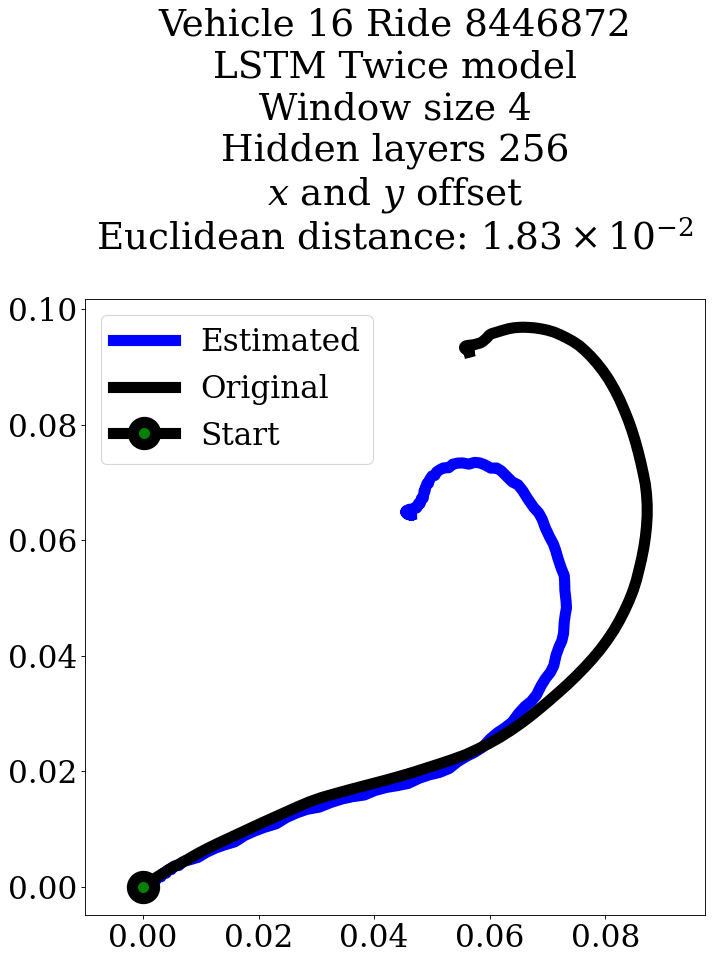 Vehicle 16 Ride 8446872
LSTM Twice model
Window size 4
Hidden layers 256
x and y offset
Euclidean distance: 1.83 × 10⁻²
Estimated
Original
Start
0.10
0.08
0.06
0.04
0.02
0.00
0.00 0.02 0.04 0.06 0.08